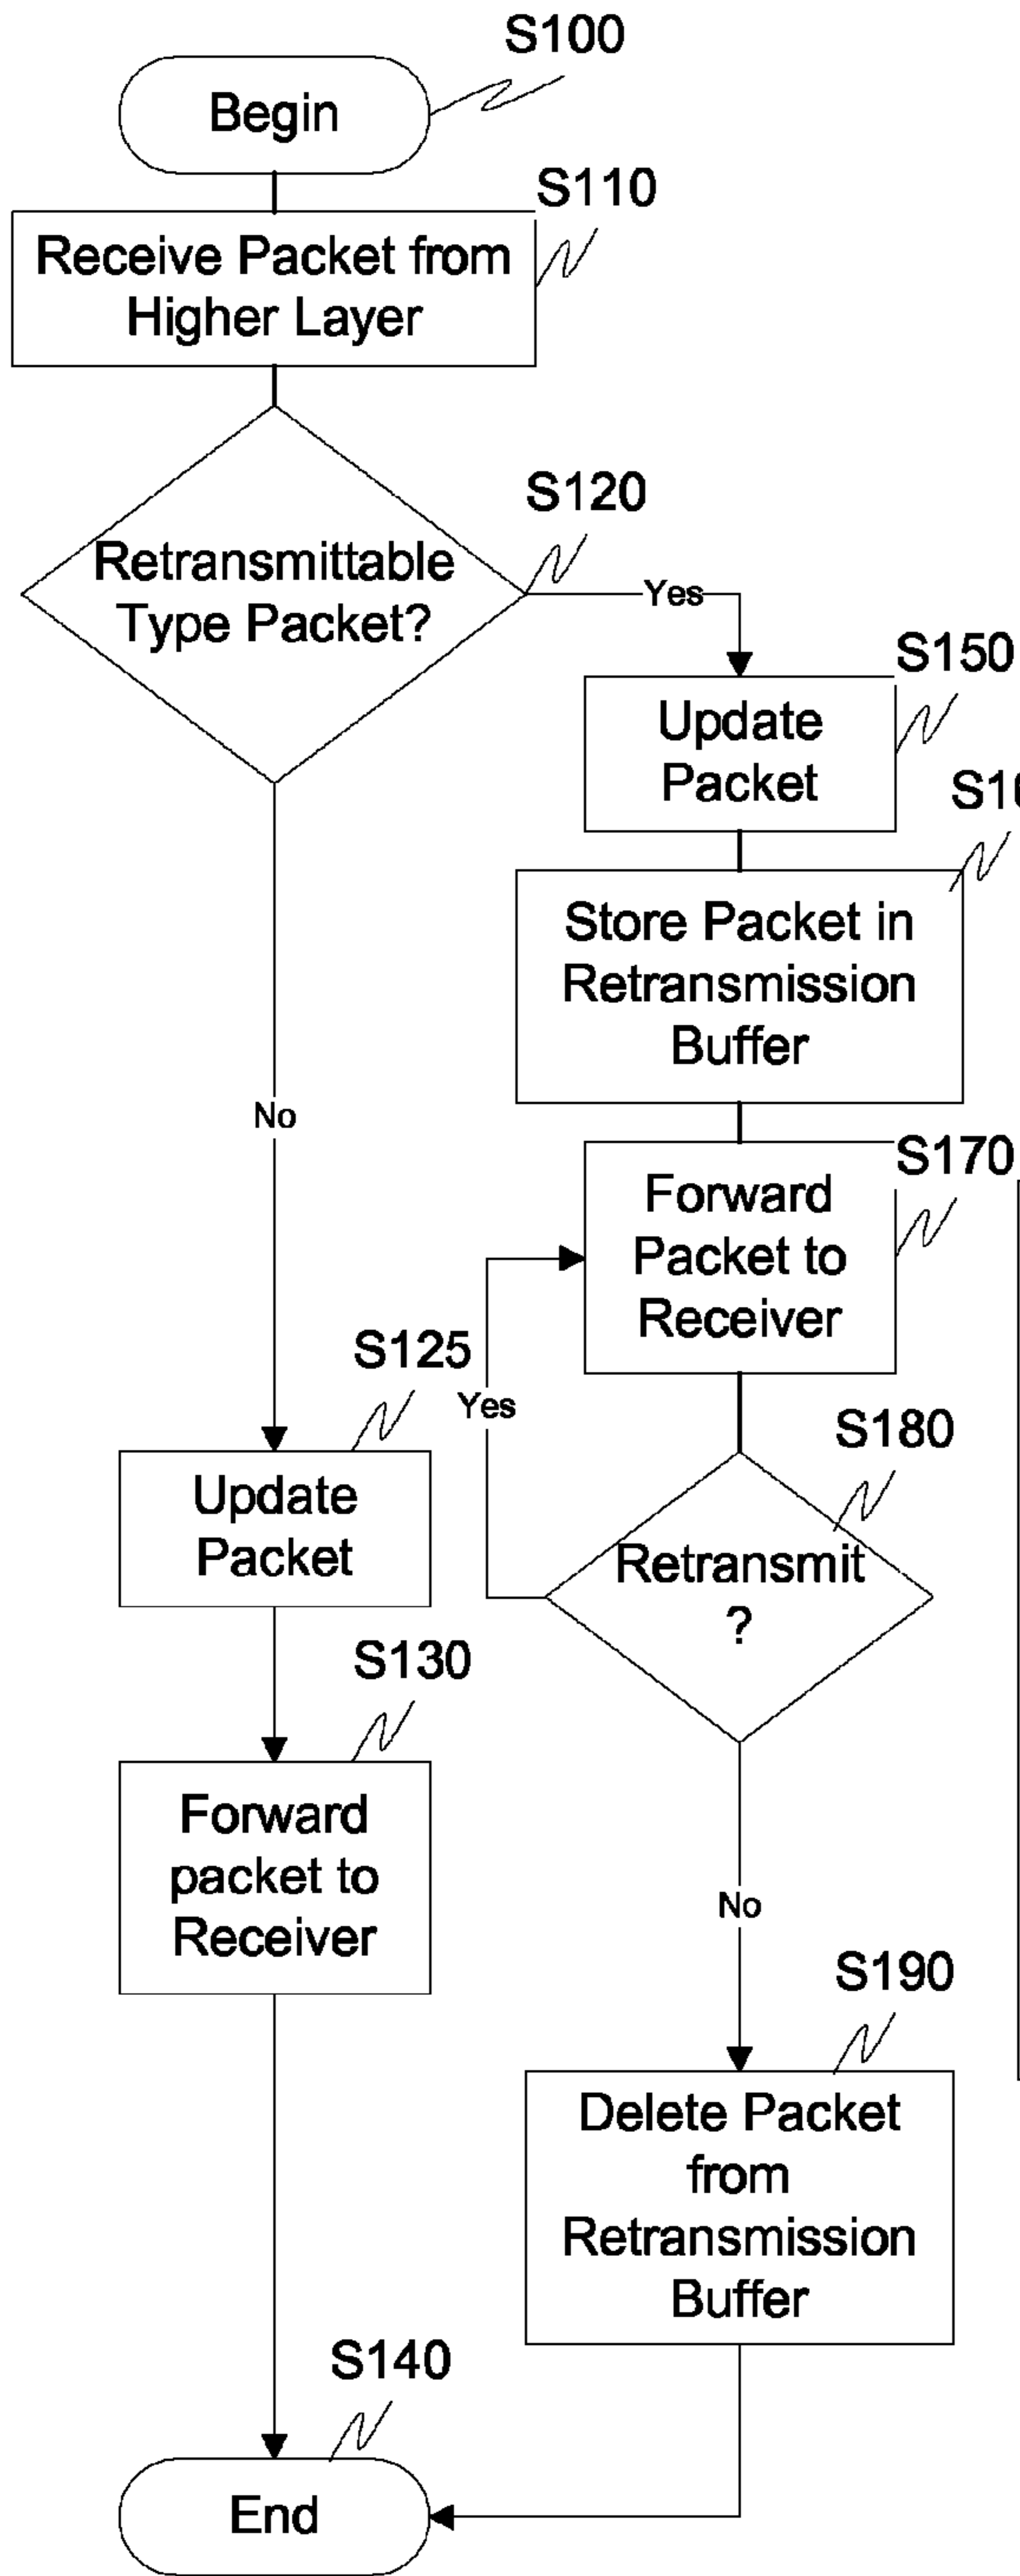 S100
Begin
S110
Receive Packet from
Higher Layer
S120
Retransmittable
Type Packet?
Yes
S150
Update
Packet
Store Packet in
Retransmission
Buffer
No
S170
Forward
Packet to
Receiver
S125
Yes
S180
Update
Packet
Retransmit
?
S130
Forward
packet to
Receiver
No
S190
Delete Packet
from
Retransmission
Buffer
S140
End